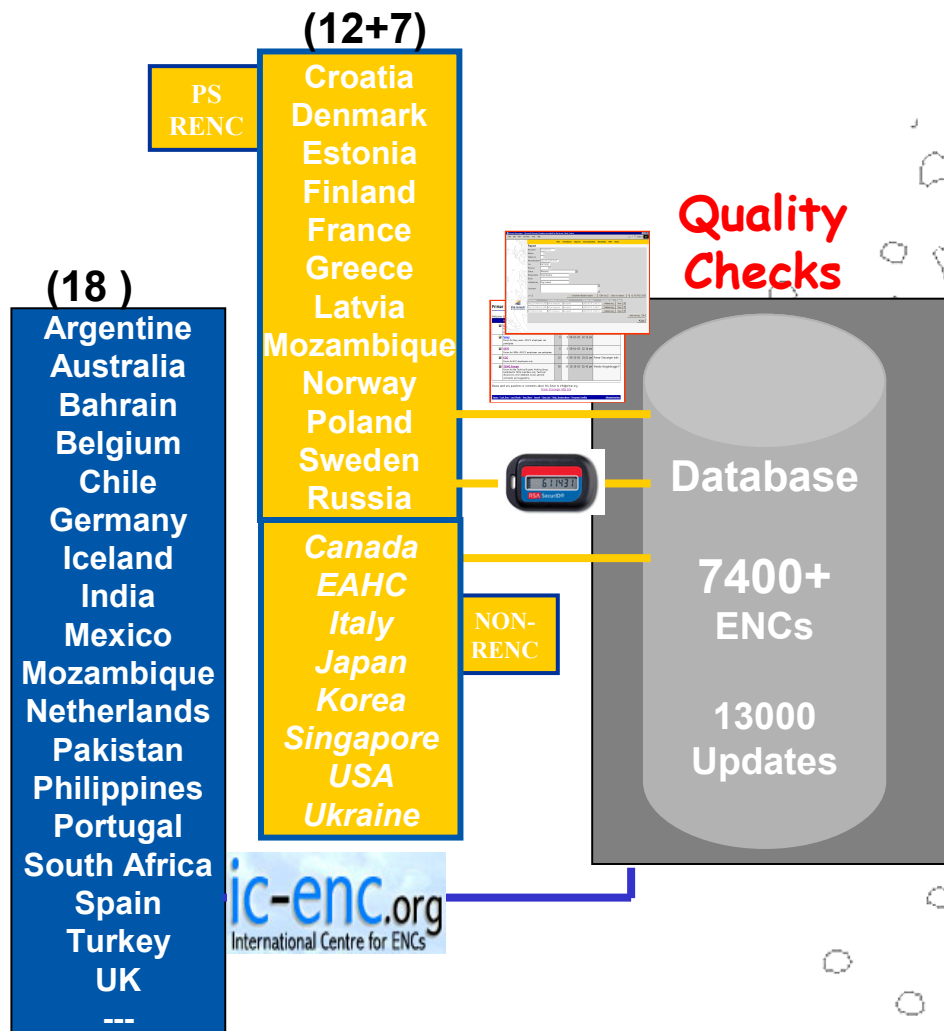 (12+7)
PS
RENC
Croatia
Denmark
Estonia
Finland
France
Greece
Latvia
Mozambique
Norway
Poland
Sweden
Russia
Canada
EAHC
Italy
Japan
Korea
Singapore
USA
Ukraine
NON-
RENC
(18 )
Argentine
Australia
Bahrain
Belgium
Chile
Germany
Iceland
India
Mexico
Mozambique
Netherlands
Pakistan
Philippines
Portugal
South Africa
Spain
Turkey
UK
---
ic-enc.org
International Centre for ENCs
611431
RSA SecurID
Quality
Checks
Database
7400+
ENCs
13000
Updates